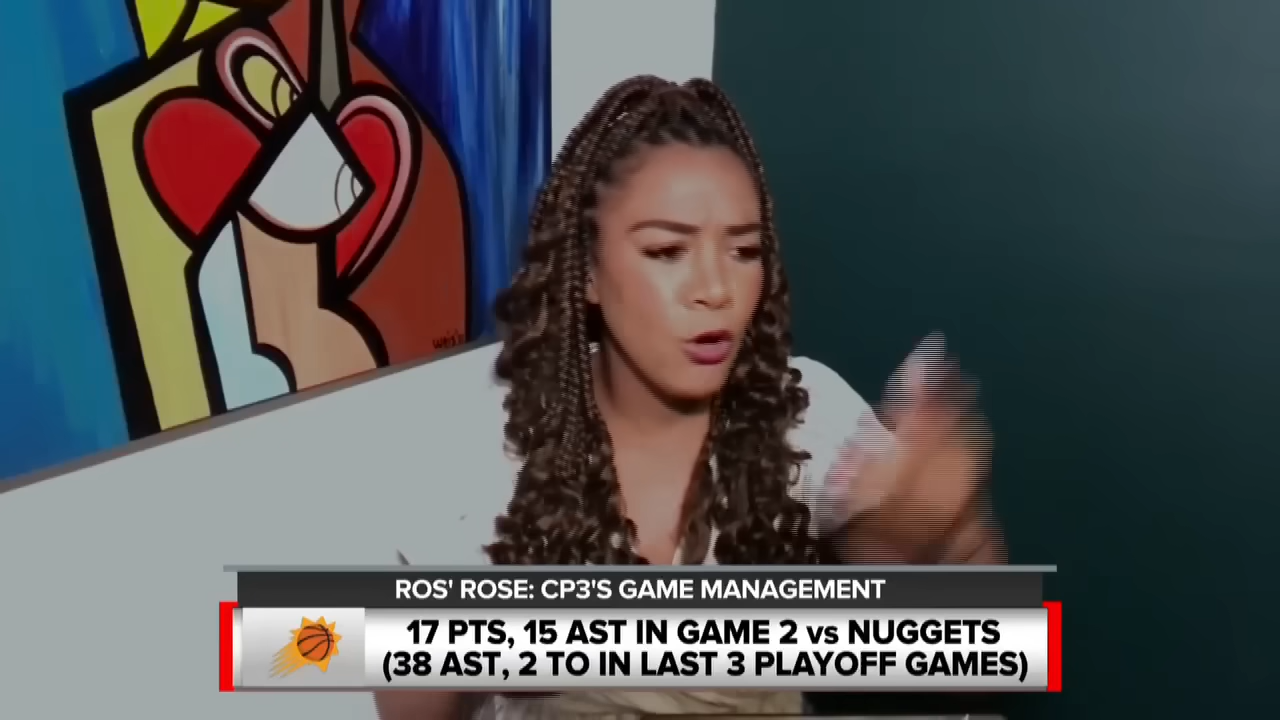 ROS' ROSE: CP3'S GAME MANAGEMENT
17 PTS, 15 AST IN GAME 2 vs NUGGETS
(38 AST, 2 TO IN LAST 3 PLAYOFF GAMES)